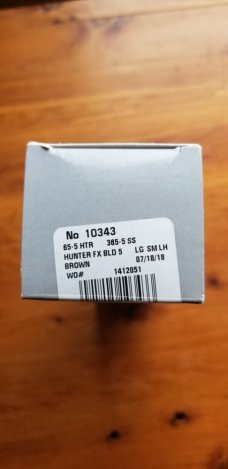 No 10343
65-5 HTR 365-5 SS
HUNTER FX BLD 5 LG SM LH
BROWN 07/18/18
WO# 1412051